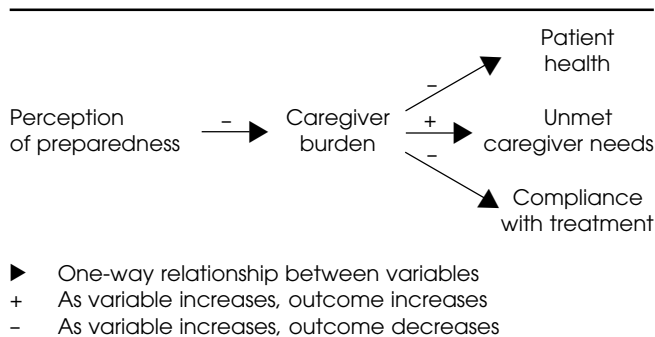 Patient
health
Perception
of preparedness
–
Caregiver
burden
–
+
–
Unmet
caregiver needs
Compliance
with treatment
▶ One-way relationship between variables
+ As variable increases, outcome increases
– As variable increases, outcome decreases